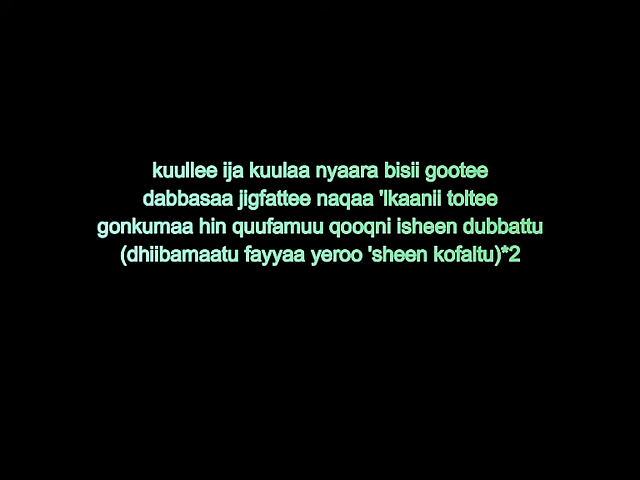 kuullee ija kuulaa nyaara bisii gootee
dabbasaa jigfattee naqaa 'lkaanii toltee
gonkumaa hin quufamuu qooqni isheen dubbattu
(dhiibamaatu fayyaa yeroo 'sheen kofaltu)*2